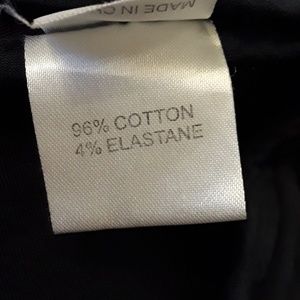 MADE IN C
96% COTTON
4% ELASTANE